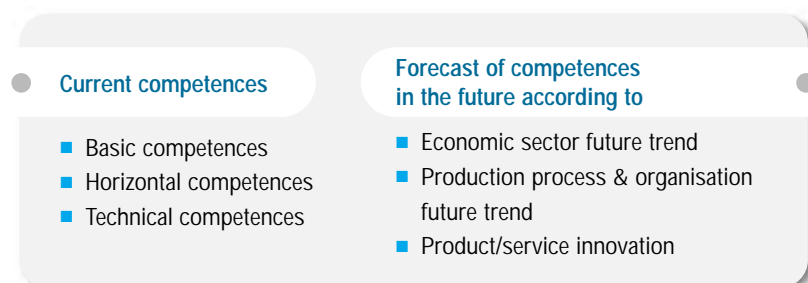 Current competences
Basic competences
Horizontal competences
Technical competences
Forecast of competences
in the future according to
Economic sector future trend
Production process & organisation
future trend
Product/service innovation